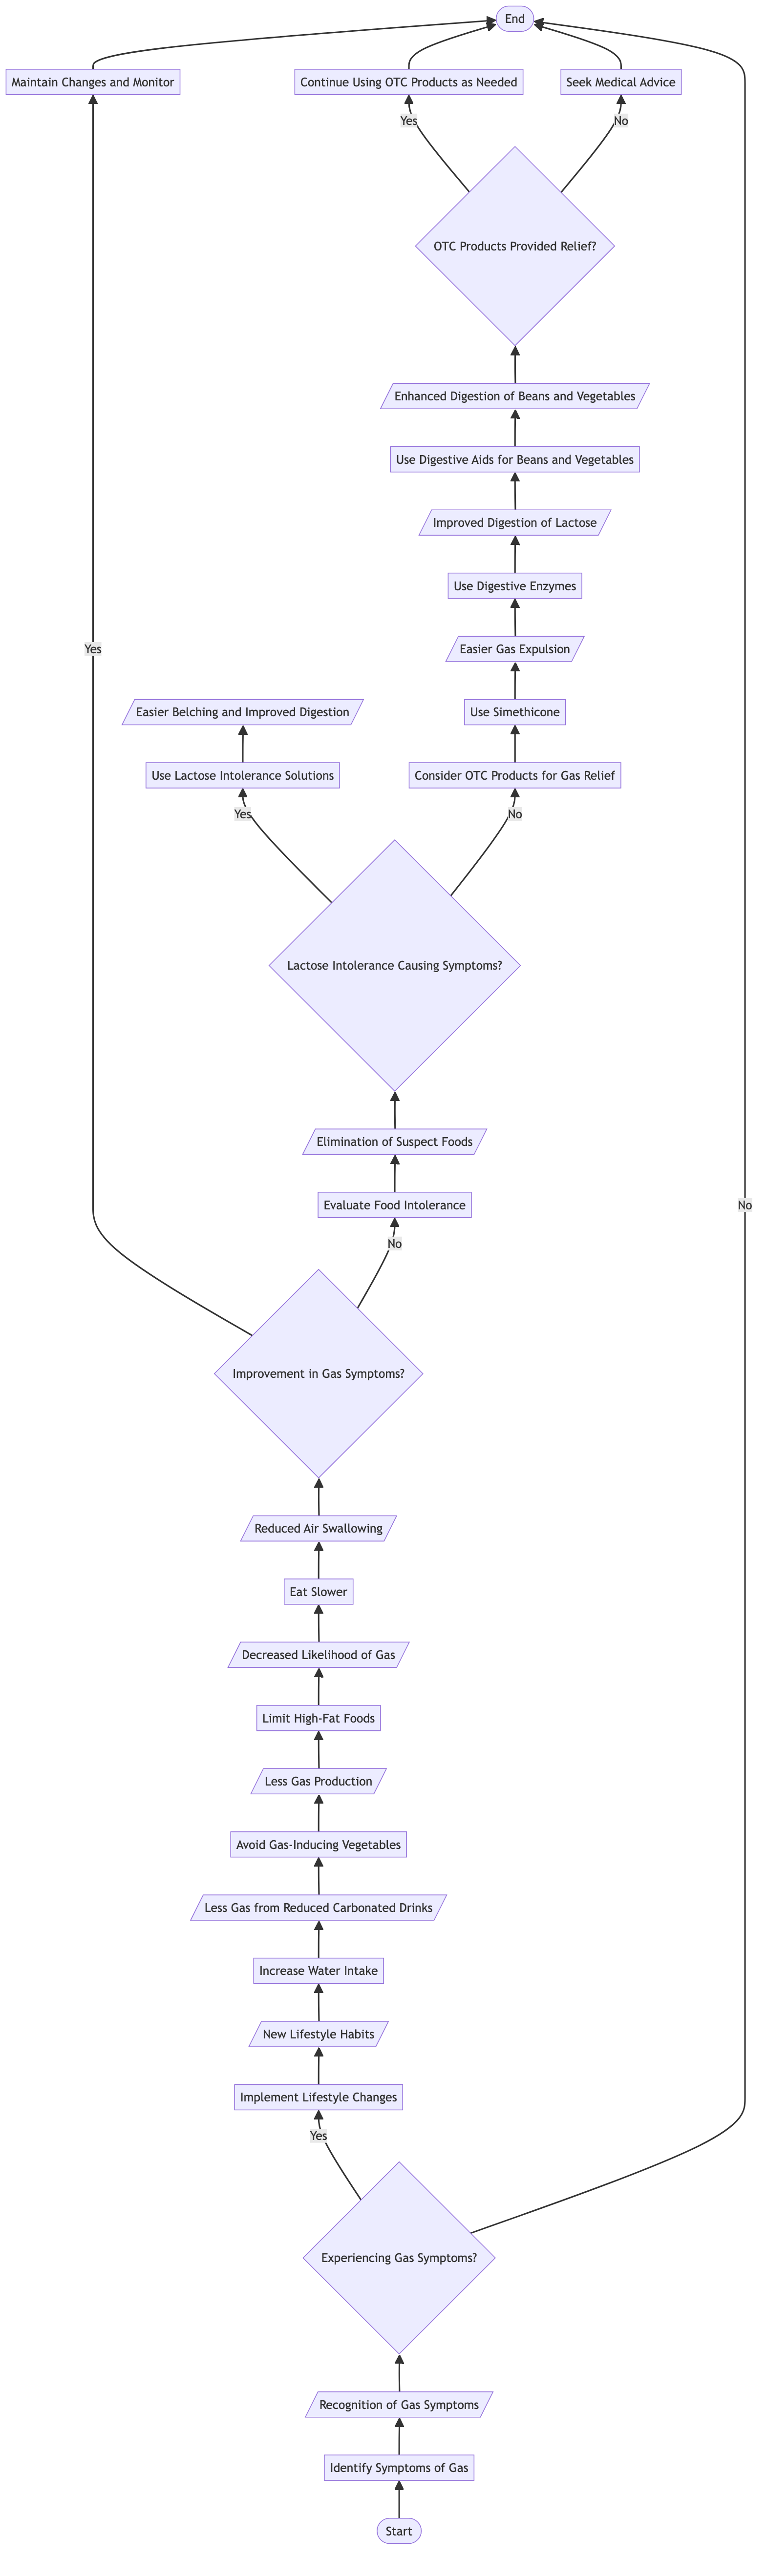 End
Maintain Changes and Monitor
Continue Using OTC Products as Needed
Seek Medical Advice
Yes
No
OTC Products Provided Relief?
Enhanced Digestion of Beans and Vegetables
Use Digestive Aids for Beans and Vegetables
Improved Digestion of Lactose
Use Digestive Enzymes
Yes
Easier Gas Expulsion
Easier Belching and Improved Digestion
Use Simethicone
Use Lactose Intolerance Solutions
Consider OTC Products for Gas Relief
Yes
No
Lactose Intolerance Causing Symptoms?
Elimination of Suspect Foods
Evaluate Food Intolerance
No
No
Improvement in Gas Symptoms?
Reduced Air Swallowing
Eat Slower
Decreased Likelihood of Gas
Limit High-Fat Foods
Less Gas Production
Avoid Gas-Inducing Vegetables
Less Gas from Reduced Carbonated Drinks
Increase Water Intake
New Lifestyle Habits
Implement Lifestyle Changes
Yes
Experiencing Gas Symptoms?
Recognition of Gas Symptoms
Identify Symptoms of Gas
Start